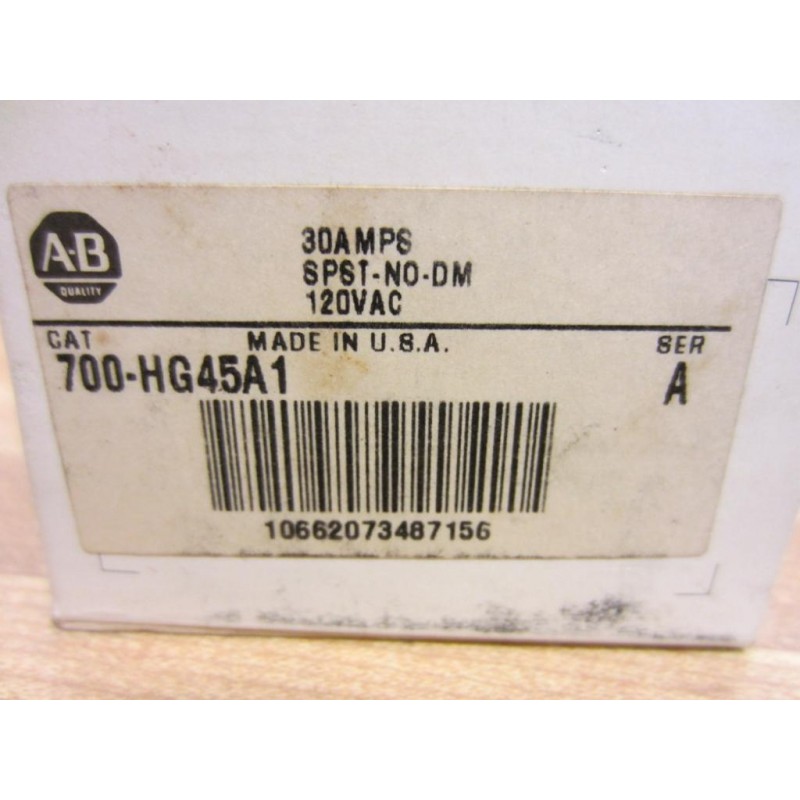 A-B
QUALITY
30AMPS
SPST-NO-DM
120VAC
CAT MADE IN U.S.A. SER
700-HG45A1 A
10662073487156